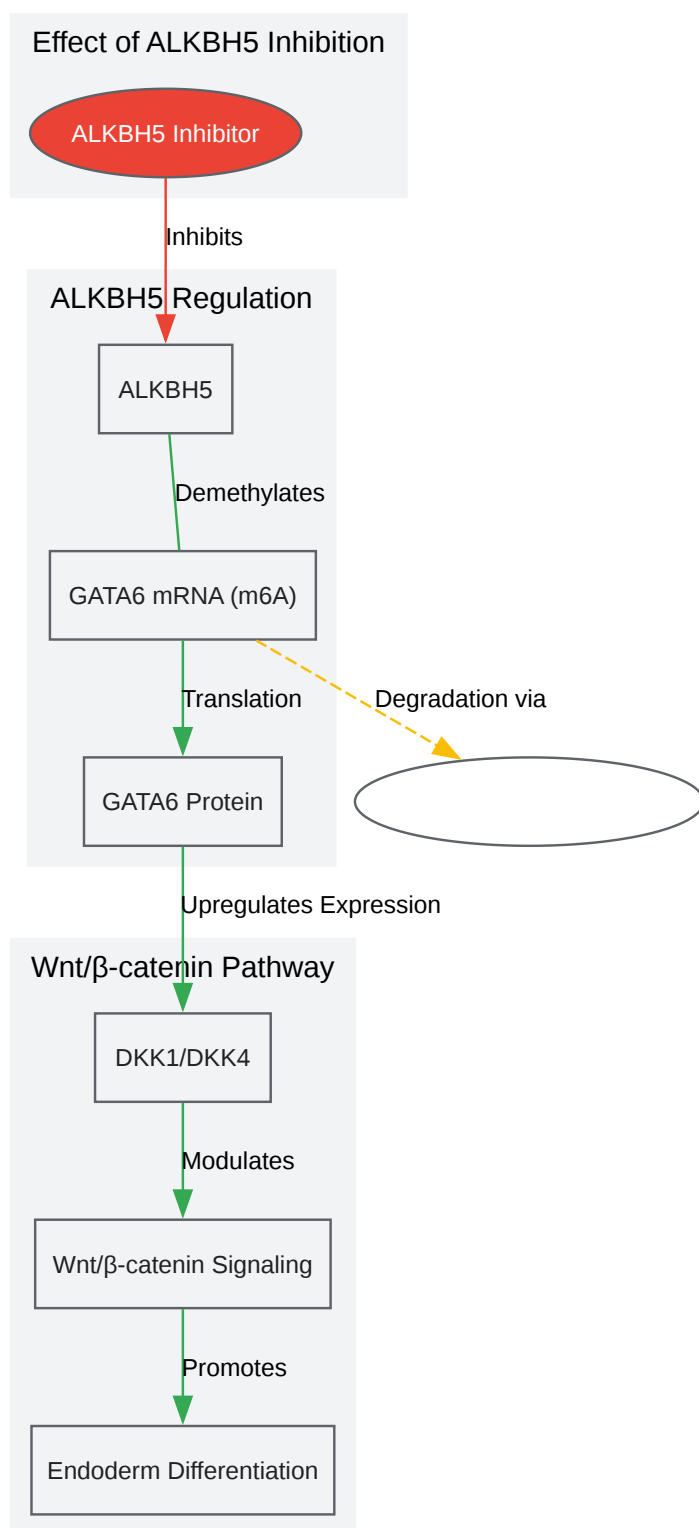 Effect of ALKBH5 Inhibition
ALKBH5 Inhibitor
Inhibits
ALKBH5 Regulation
ALKBH5
Demethylates
GATA6 mRNA (m6A)
Translation
Degradation via
GATA6 Protein
Upregulates Expression
Wnt/β-catenin Pathway
DKK1/DKK4
Modulates
Wnt/β-catenin Signaling
Promotes
Endoderm Differentiation